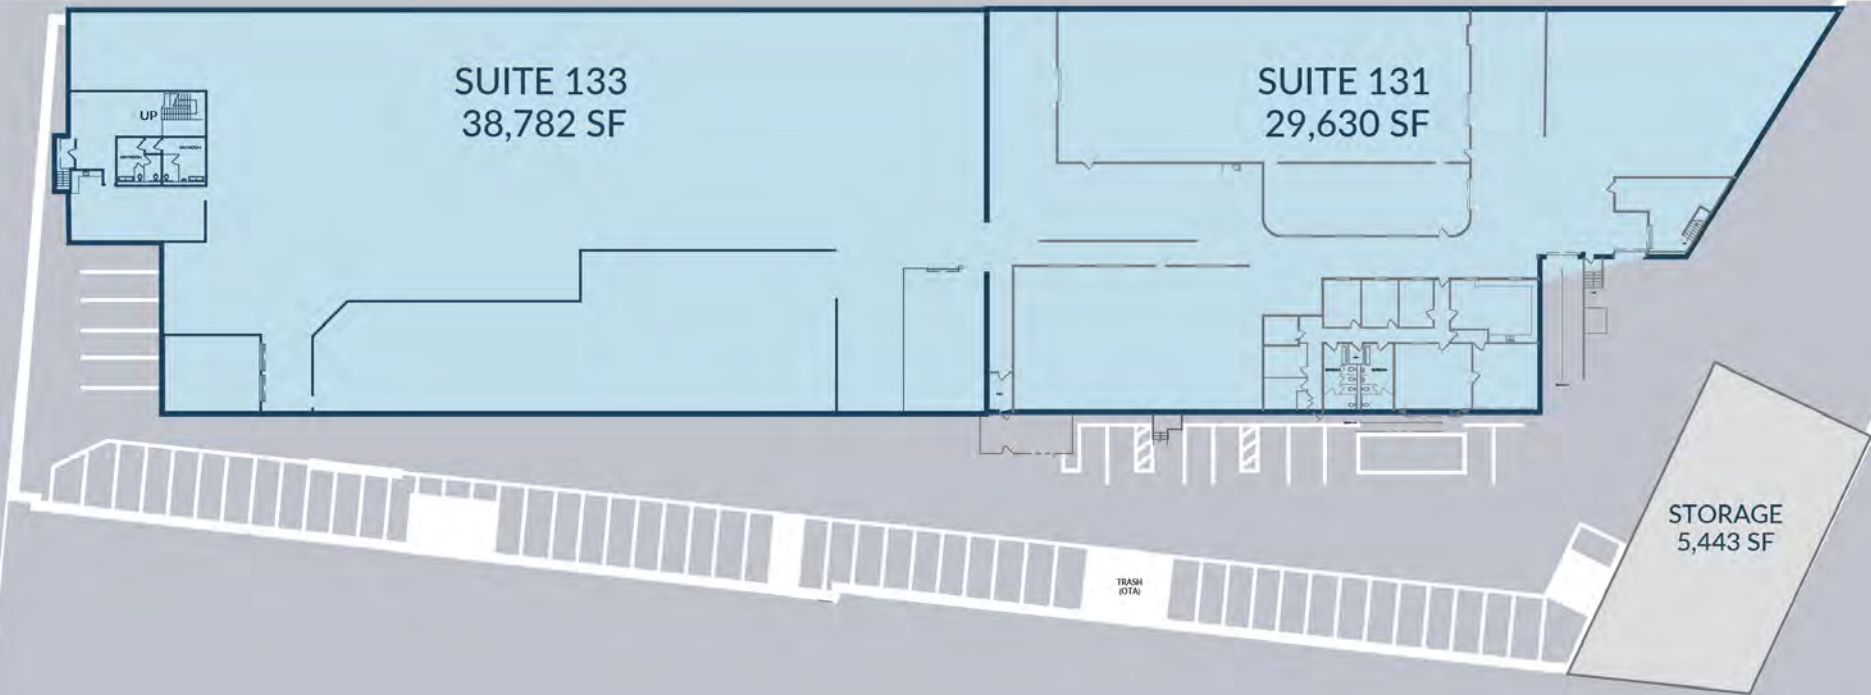 SUITE 133
38,782 SF
SUITE 131
29,630 SF
UP
STORAGE
5,443 SF
TRASH
(OTA)